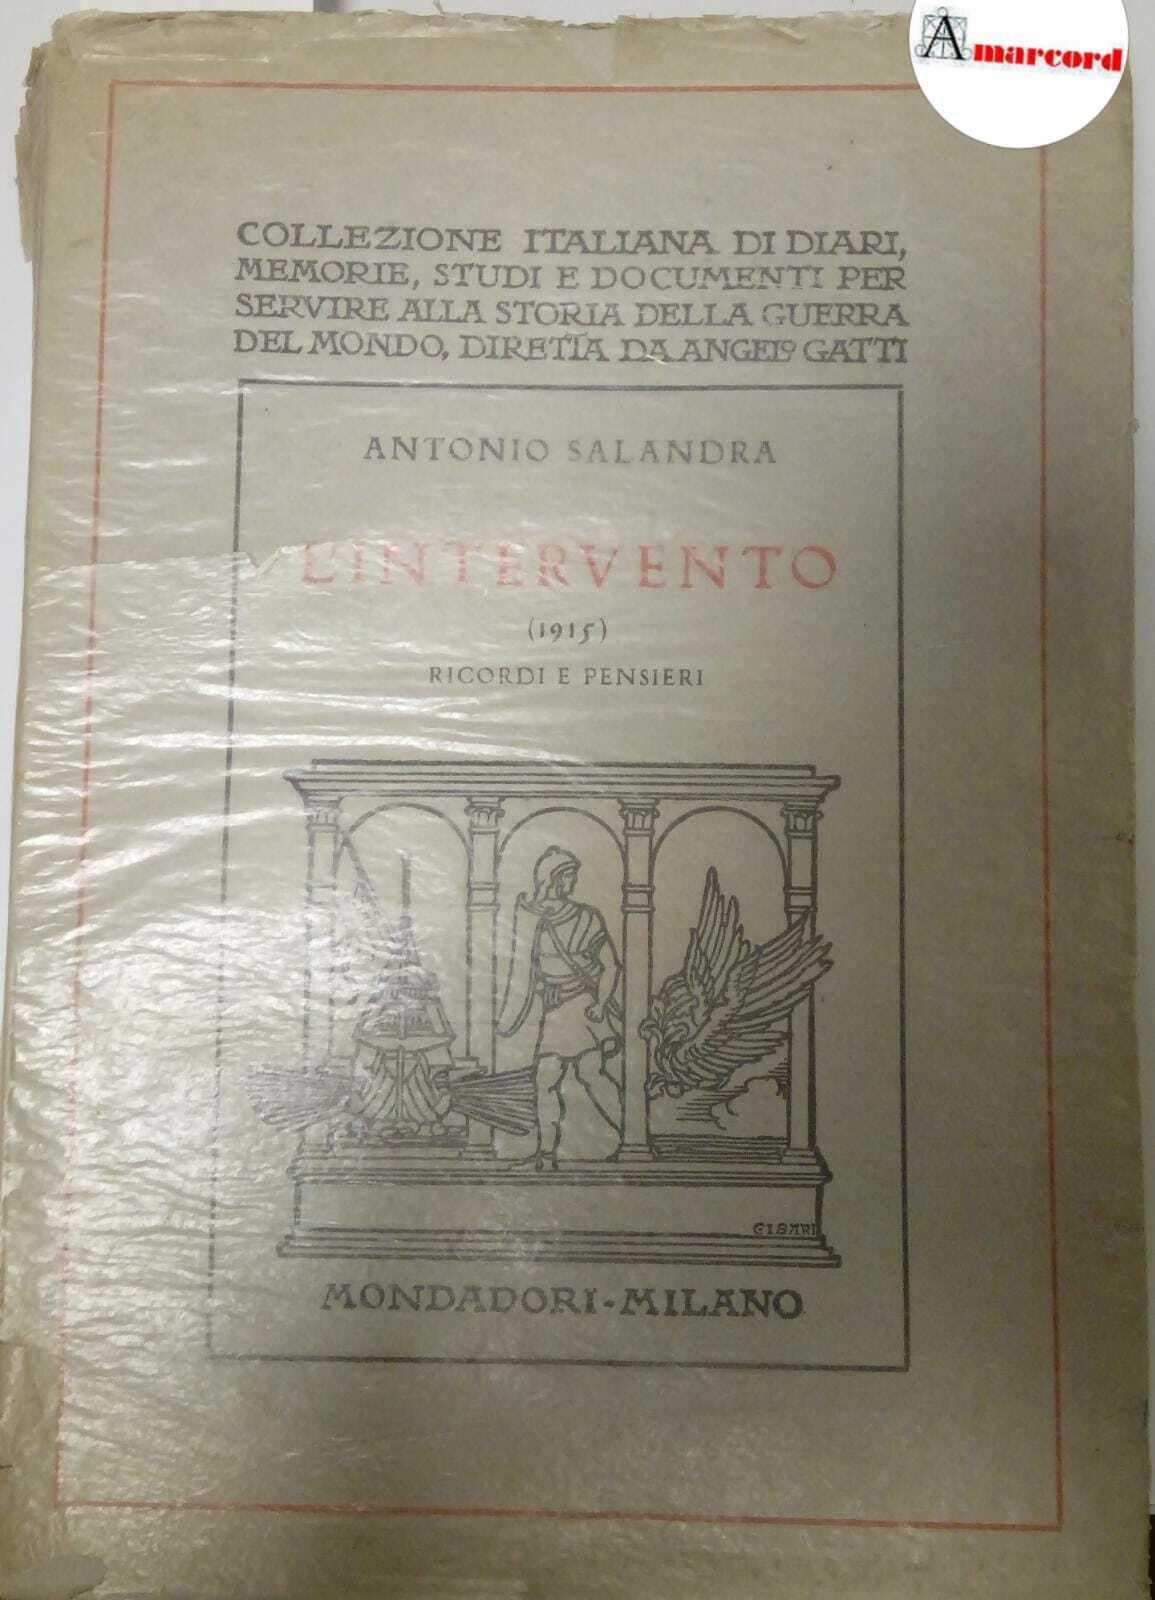 Amarcord
COLLEZIONE ITALIANA DI DIARI,
MEMORIE, STUDI E DOCUMENTI PER
SERVIRE ALLA STORIA DELLA GUERRA
DEL MONDO, DIRETTA DA ANGELO GATTI
ANTONIO SALANDRA
L'INTERVENTO
(1915)
RICORDI E PENSIERI
CISARI
MONDADORI-MILANO